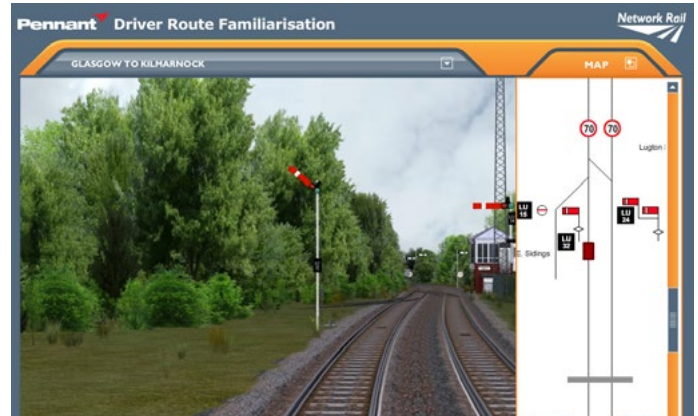 Pennant Driver Route Familiarisation
Network Rail
GLASGOW TO KILMARNOCK
MAP
70 70
Lugton
LU
15
LU
24
LU
32
E. Sidings